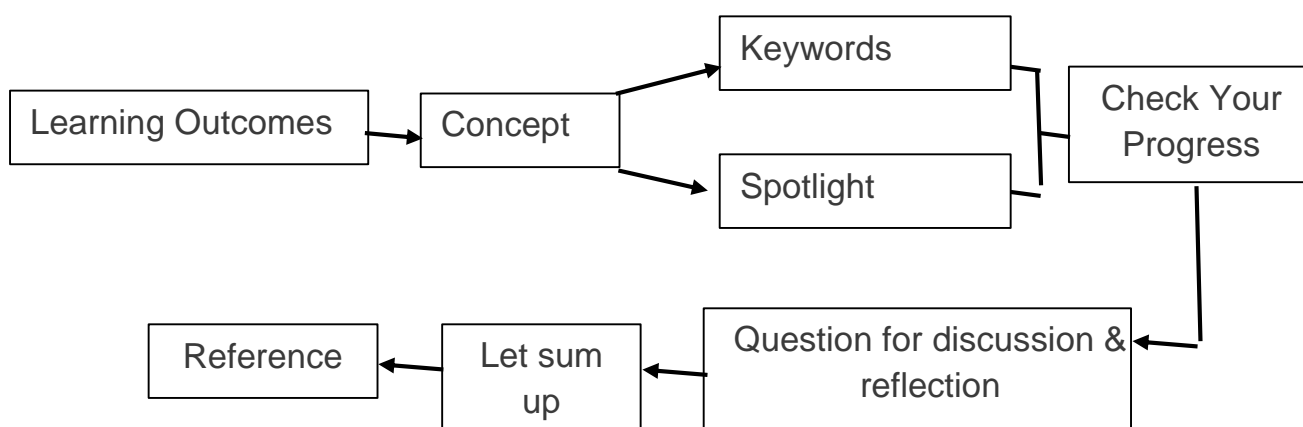 Learning Outcomes
Concept
Keywords
Spotlight
Check Your
Progress
Question for discussion &
reflection
Let sum
up
Reference